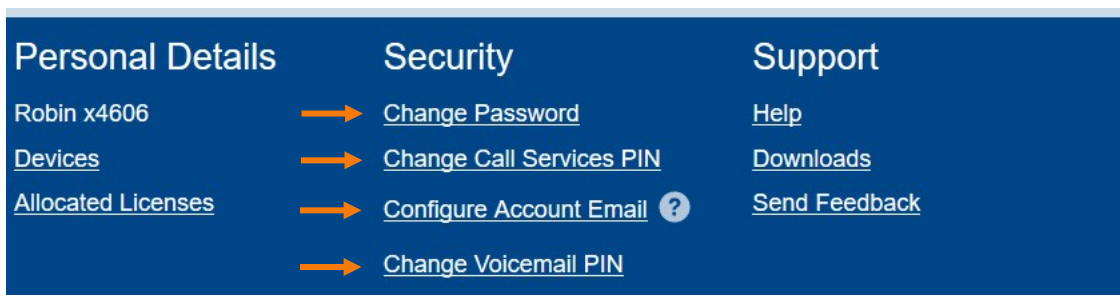 Personal Details
Robin x4606
Devices
Allocated Licenses
Security
Change Password
Change Call Services PIN
Configure Account Email ?
Change Voicemail PIN
Support
Help
Downloads
Send Feedback